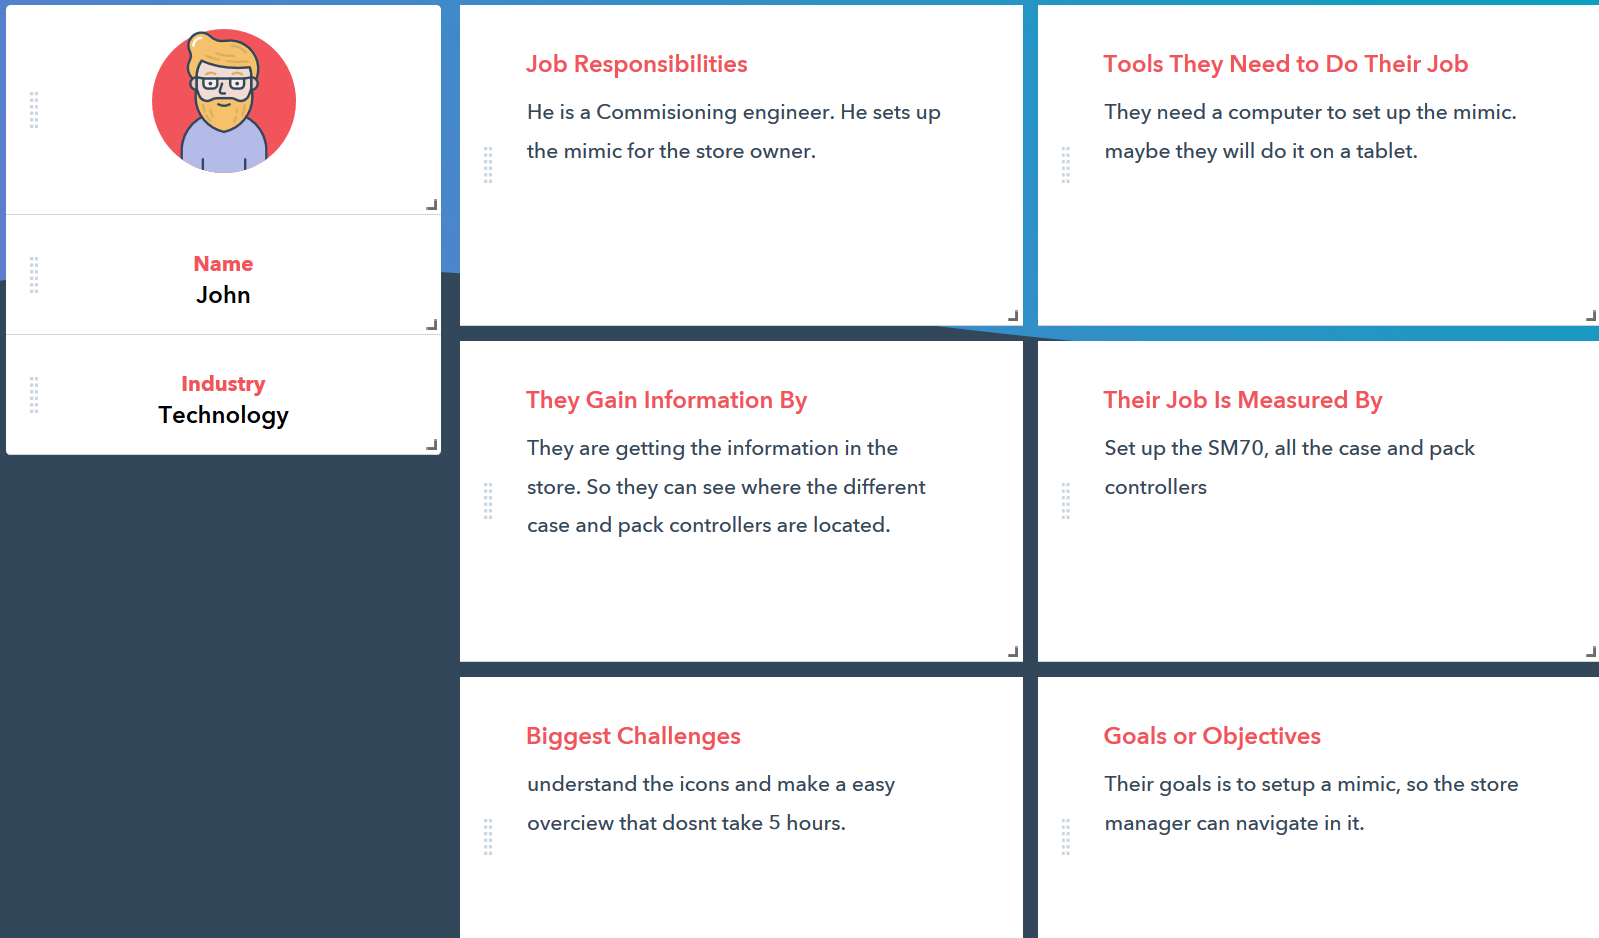 Name
John
Industry
Technology
Job Responsibilities
He is a Commisioning engineer. He sets up
the mimic for the store owner.
Tools They Need to Do Their Job
They need a computer to set up the mimic.
maybe they will do it on a tablet.
They Gain Information By
They are getting the information in the
store. So they can see where the different
case and pack controllers are located.
Their Job Is Measured By
Set up the SM70, all the case and pack
controllers
Biggest Challenges
understand the icons and make a easy
overciew that dosnt take 5 hours.
Goals or Objectives
Their goals is to setup a mimic, so the store
manager can navigate in it.